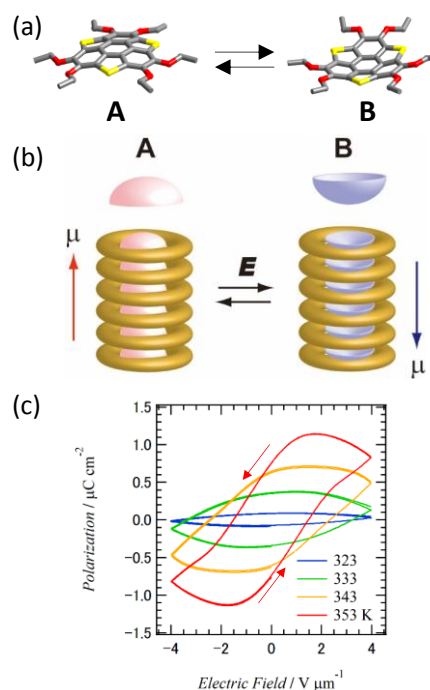 (a)
A
B
(b)
A
B
μ
E
μ
(c)
Polarization / μC cm⁻²
1.5
1.0
0.5
0.0
-0.5
-1.0
-1.5
323
333
343
353 K
-4
-2
0
2
4
Electric Field / V μm⁻¹